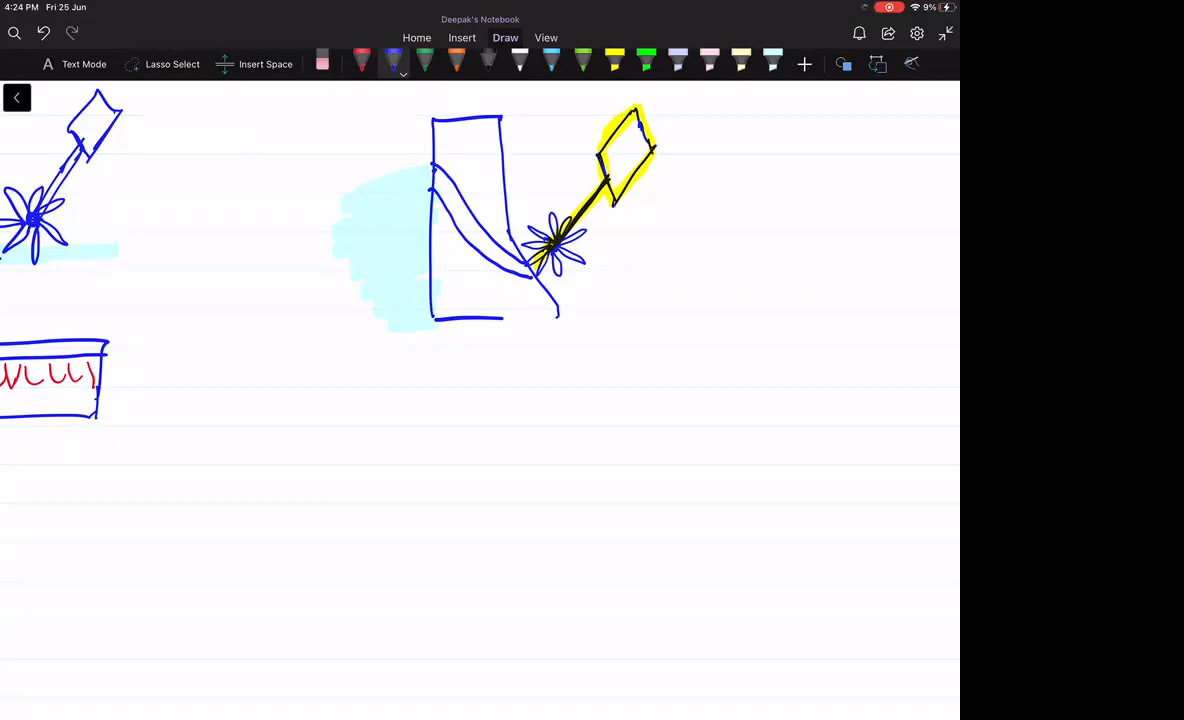 4:24 PM Fri 25 Jun
9%
Deepak's Notebook
Home Insert Draw View
Text Mode Lasso Select Insert Space